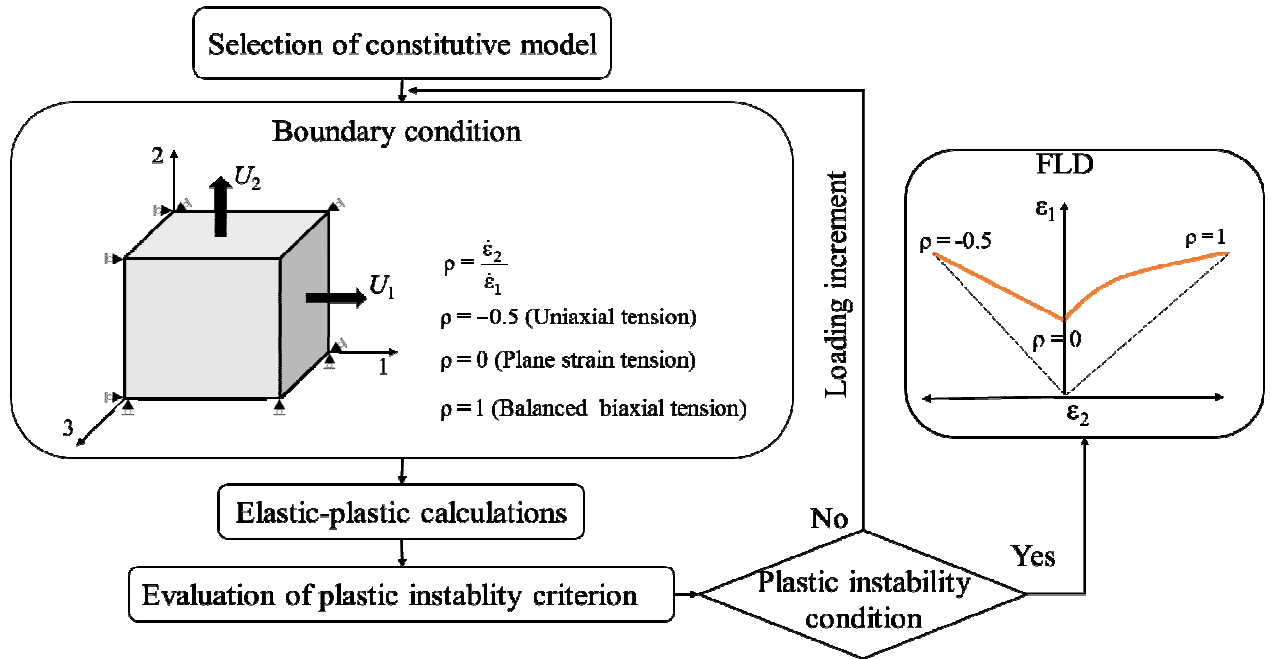 Selection of constitutive model
Boundary condition
2
U₂
U₁
1
3
ρ = ε̇₂/ε̇₁
ρ = −0.5 (Uniaxial tension)
ρ = 0 (Plane strain tension)
ρ = 1 (Balanced biaxial tension)
Elastic-plastic calculations
Evaluation of plastic instablity criterion
Plastic instability
condition
No
Yes
Loading increment
FLD
ε₁
ρ = -0.5
ρ = 1
ρ = 0
ε₂